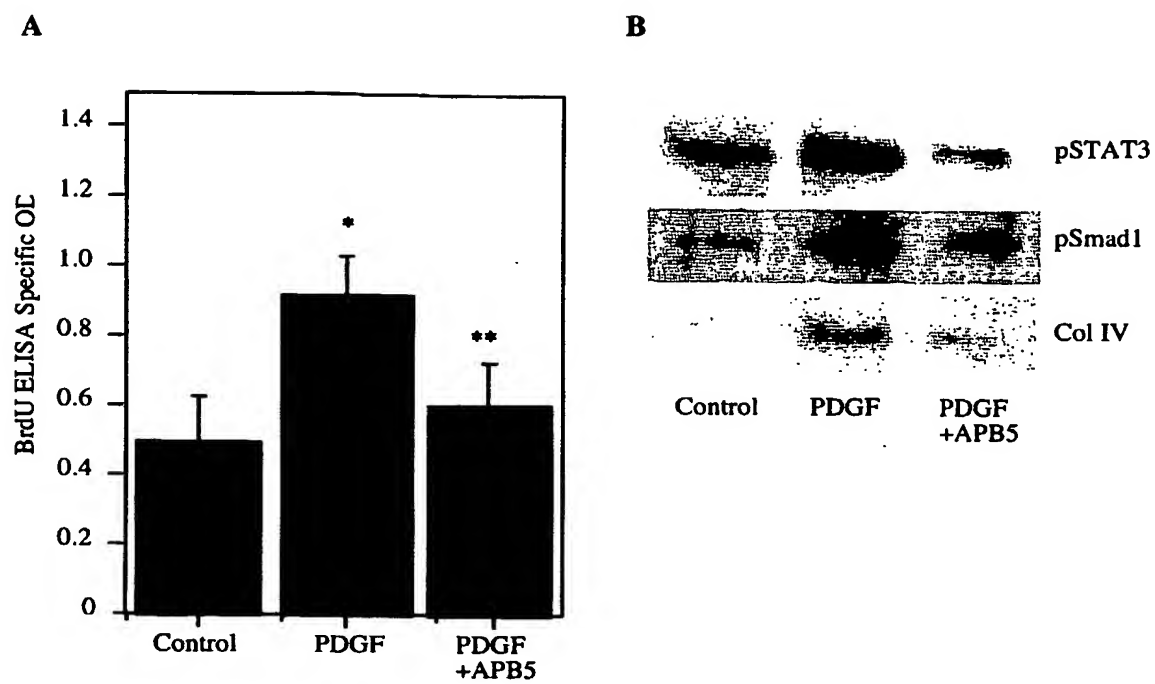 A
BrdU ELISA Specific OD
1.4
1.2
1.0
0.8
0.6
0.4
0.2
0
*
**
Control
PDGF
PDGF
+APB5
B
pSTAT3
pSmad1
Col IV
Control
PDGF
PDGF
+APB5